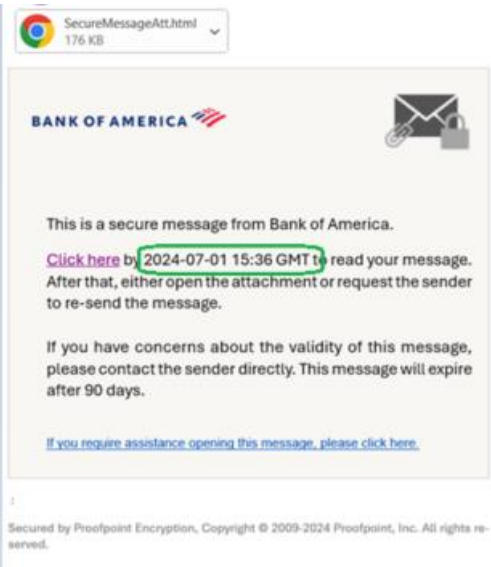 SecureMessageAtt.html
176 KB
BANK OF AMERICA
This is a secure message from Bank of America.
Click here by 2024-07-01 15:36 GMT to read your message.
After that, either open the attachment or request the sender
to re-send the message.
If you have concerns about the validity of this message,
please contact the sender directly. This message will expire
after 90 days.
If you require assistance opening this message, please click here.
:
Secured by Proofpoint Encryption, Copyright © 2009-2024 Proofpoint, Inc. All rights re-
served.